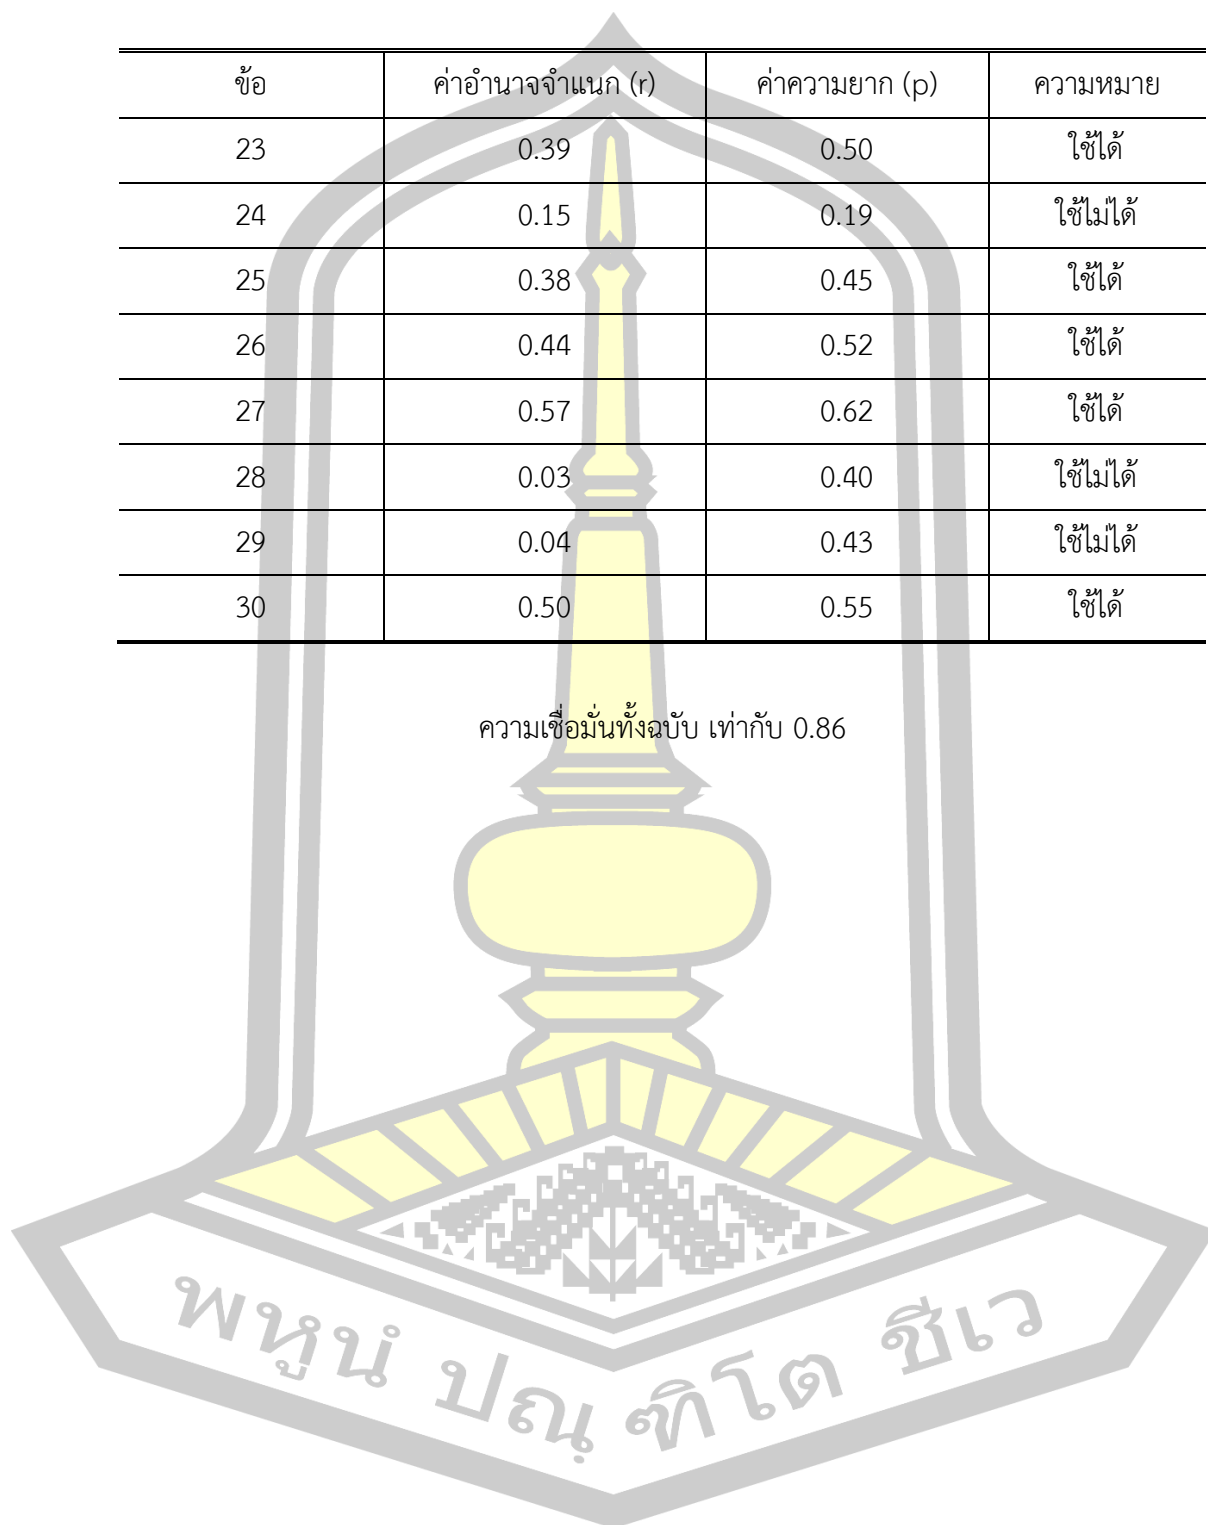 ข้อ ค่าอำนาจจำแนก (r) ค่าความยาก (p) ความหมาย
23 0.39 0.50 ใช้ได้
24 0.15 0.19 ใช้ไม่ได้
25 0.38 0.45 ใช้ได้
26 0.44 0.52 ใช้ได้
27 0.57 0.62 ใช้ได้
28 0.03 0.40 ใช้ไม่ได้
29 0.04 0.43 ใช้ไม่ได้
30 0.50 0.55 ใช้ได้
ความเชื่อมั่นทั้งฉบับ เท่ากับ 0.86
พหูนํ ปณฺฑิโต ชีเว